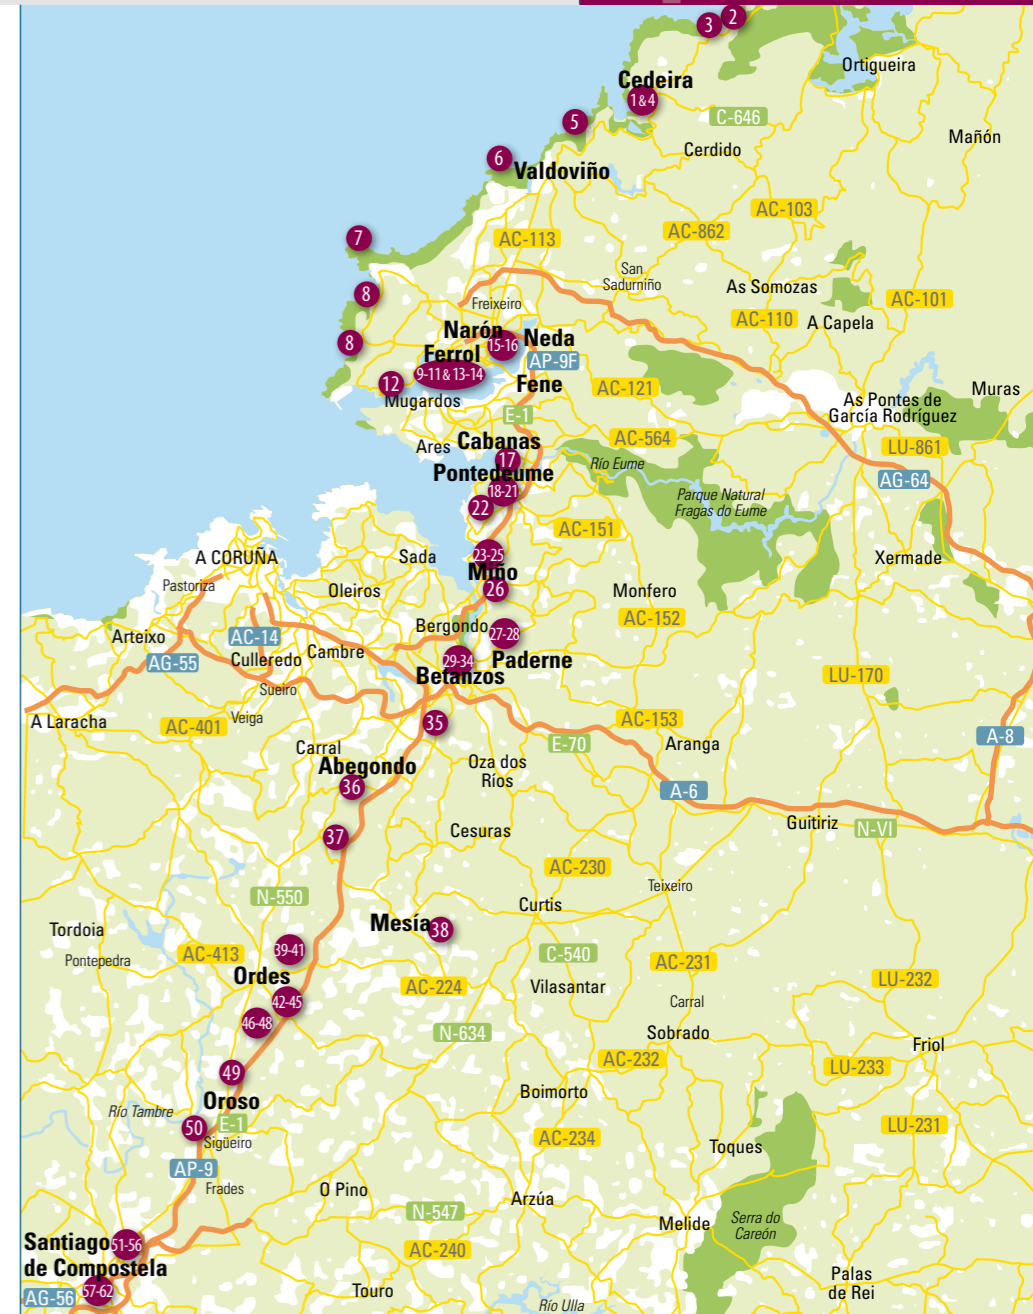 2
3
Ortigueira
Cedeira
1 & 4
C-646
5
Mañón
Cerdido
6
Valdoviño
AC-103
AC-862
7
AC-113
San
Sadurniño
As Somozas
8
Freixeiro
AC-101
AC-110
A Capela
Narón
Neda
15-16
8
Ferrol
AP-9F
9-11 & 13-14
12
Fene
AC-121
Mugardos
Muras
As Pontes de
García Rodríguez
E-1
Ares
Cabanas
AC-564
LU-861
17
Río Eume
Pontedeume
AG-64
18-21
Parque Natural
Fragas do Eume
22
AC-151
A CORUÑA
Sada
23-25
Xermade
Miño
Pastoriza
Oleiros
26
Monfero
AC-152
Bergondo
27-28
Arteixo
AC-14
Cambre
29-34
Paderne
AG-55
Culleredo
Betanzos
LU-170
Sueiro
A Laracha
AC-401
Veiga
35
AC-153
A-8
Carral
E-70
Aranga
Abegondo
Oza dos
Ríos
36
A-6
Guitiriz
N-VI
37
Cesuras
AC-230
Teixeiro
N-550
Curtis
Mesía
38
Tordoia
39-41
AC-413
C-540
AC-231
Pontepedra
Ordes
AC-224
Vilasantar
LU-232
42-45
Carral
46-48
N-634
Sobrado
Friol
AC-232
LU-233
49
Boimorto
Oroso
Río Tambre
E-1
50
LU-231
Sigüeiro
AC-234
Toques
AP-9
Frades
O Pino
Arzúa
N-547
Melide
Serra do
Careón
Santiago
de Compostela
51-56
AC-240
Palas
de Rei
57-62
AG-56
Touro
Río Ulla